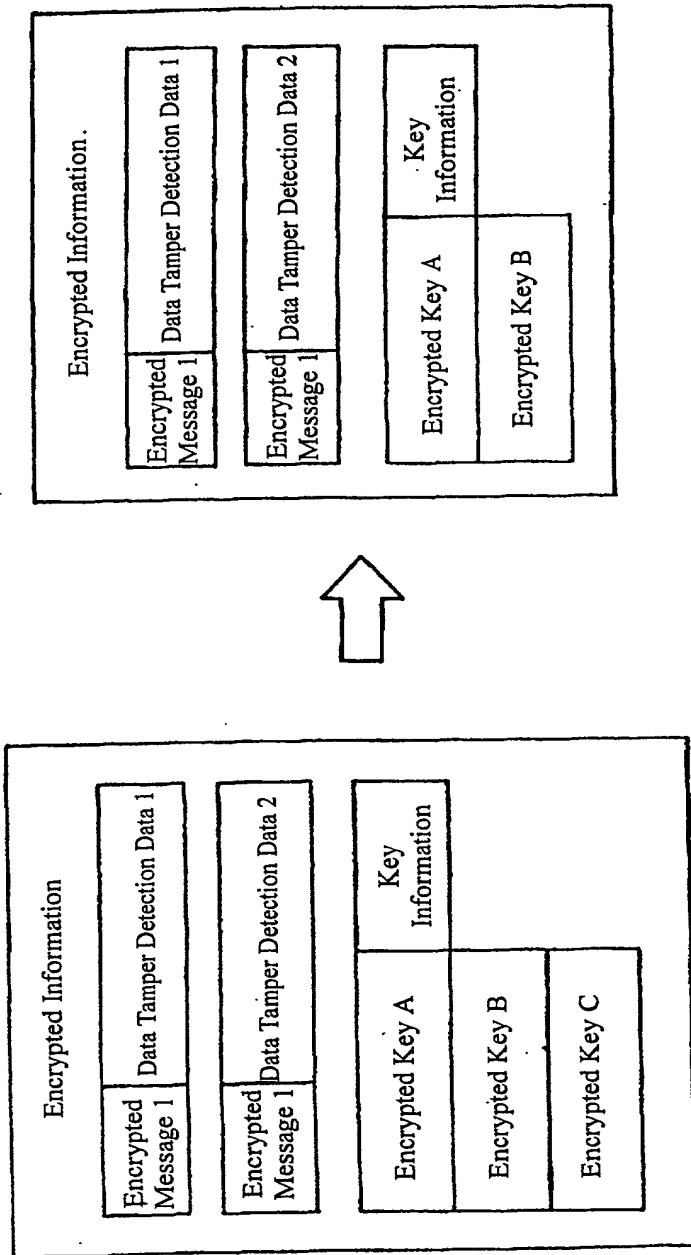 Encrypted Information
Encrypted
Message 1
Data Tamper Detection Data 1
Encrypted
Message 1
Data Tamper Detection Data 2
Encrypted Key A
Key
Information
Encrypted Key B
Encrypted Key C
Encrypted Information.
Encrypted
Message 1
Data Tamper Detection Data 1
Encrypted
Message 1
Data Tamper Detection Data 2
Encrypted Key A
Key
Information
Encrypted Key B